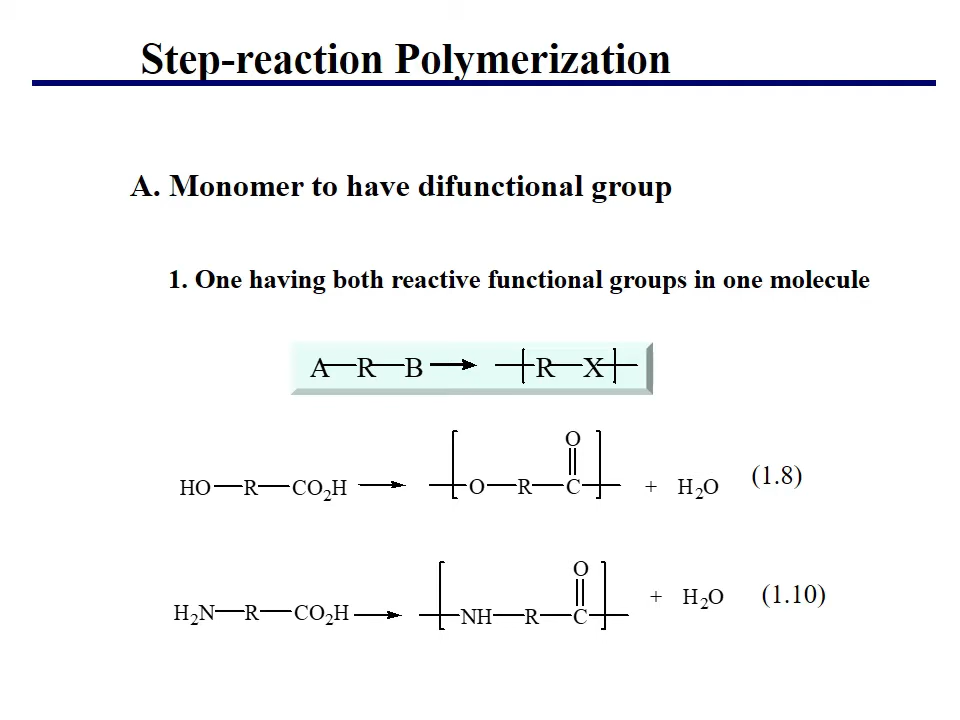 Step-reaction Polymerization
A. Monomer to have difunctional group
1. One having both reactive functional groups in one molecule
A—R—B → [R—X]
HO—R—CO₂H → [O—R—C(=O)] + H₂O (1.8)
H₂N—R—CO₂H → [NH—R—C(=O)] + H₂O (1.10)